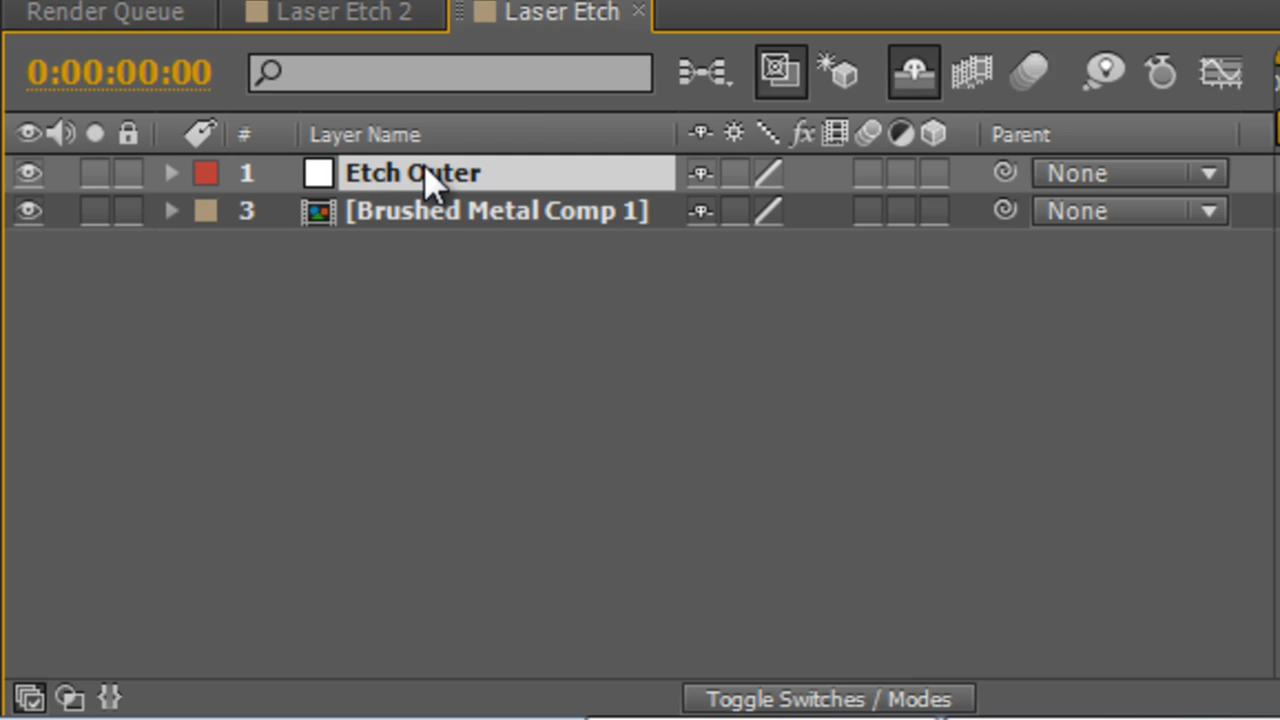 Render Queue Laser Etch 2 Laser Etch ×
0:00:00:00
# Layer Name fx Parent
1 Etch Outer None
3 [Brushed Metal Comp 1] None
Toggle Switches / Modes